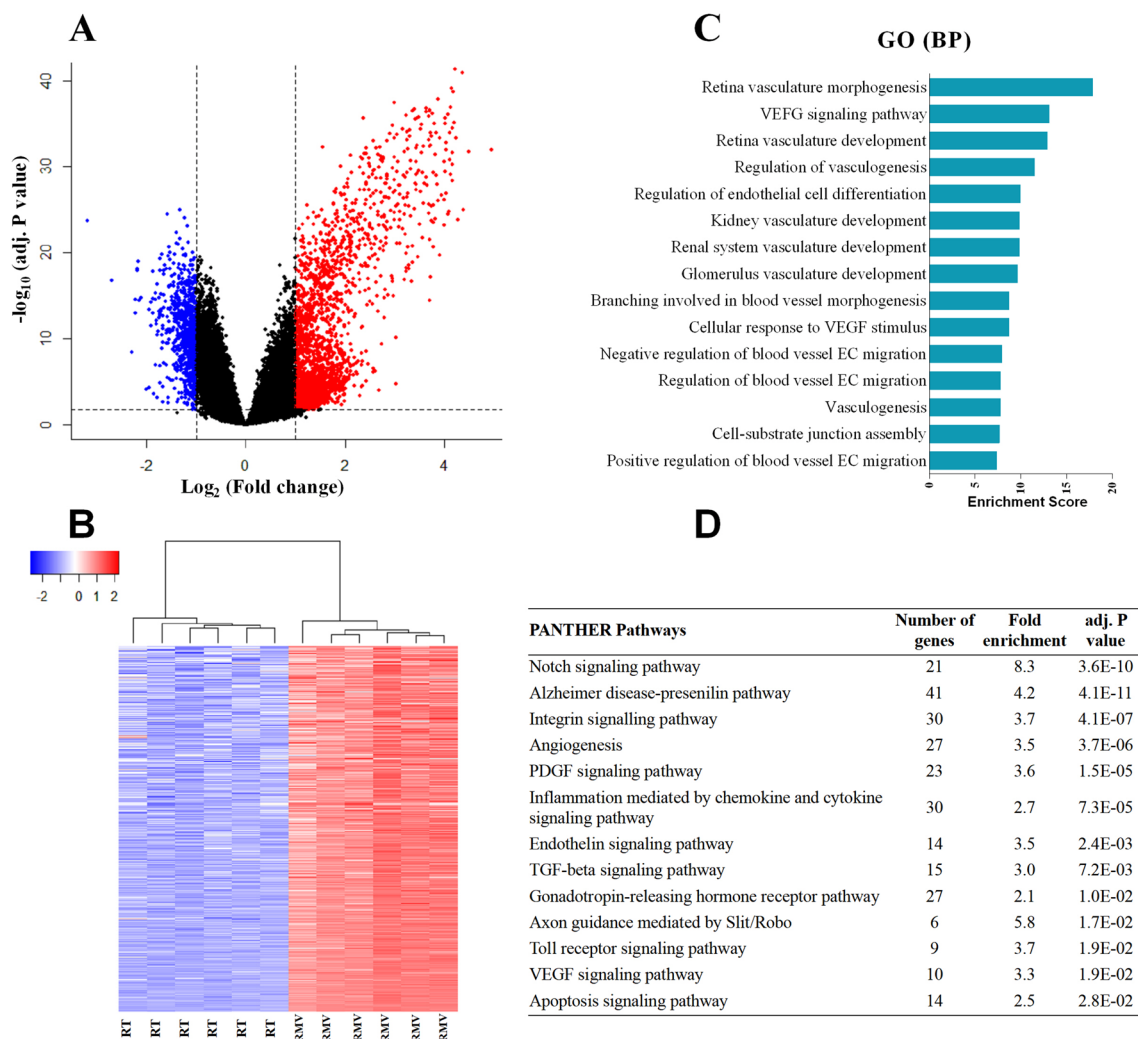 A
-log10 (adj. P value)
40
30
20
10
0
-2
0
2
4
Log2 (Fold change)
C
GO (BP)
Retina vasculature morphogenesis
VEFG signaling pathway
Retina vasculature development
Regulation of vasculogenesis
Regulation of endothelial cell differentiation
Kidney vasculature development
Renal system vasculature development
Glomerulus vasculature development
Branching involved in blood vessel morphogenesis
Cellular response to VEGF stimulus
Negative regulation of blood vessel EC migration
Regulation of blood vessel EC migration
Vasculogenesis
Cell-substrate junction assembly
Positive regulation of blood vessel EC migration
0 5 10 15 20
Enrichment Score
B
-2 0 1 2
RT RT RT RT RT RT RMV RMV RMV RMV RMV RMV
D
PANTHER Pathways Number of genes Fold enrichment adj. P value
Notch signaling pathway 21 8.3 3.6E-10
Alzheimer disease-presenilin pathway 41 4.2 4.1E-11
Integrin signalling pathway 30 3.7 4.1E-07
Angiogenesis 27 3.5 3.7E-06
PDGF signaling pathway 23 3.6 1.5E-05
Inflammation mediated by chemokine and cytokine
signaling pathway 30 2.7 7.3E-05
Endothelin signaling pathway 14 3.5 2.4E-03
TGF-beta signaling pathway 15 3.0 7.2E-03
Gonadotropin-releasing hormone receptor pathway 27 2.1 1.0E-02
Axon guidance mediated by Slit/Robo 6 5.8 1.7E-02
Toll receptor signaling pathway 9 3.7 1.9E-02
VEGF signaling pathway 10 3.3 1.9E-02
Apoptosis signaling pathway 14 2.5 2.8E-02